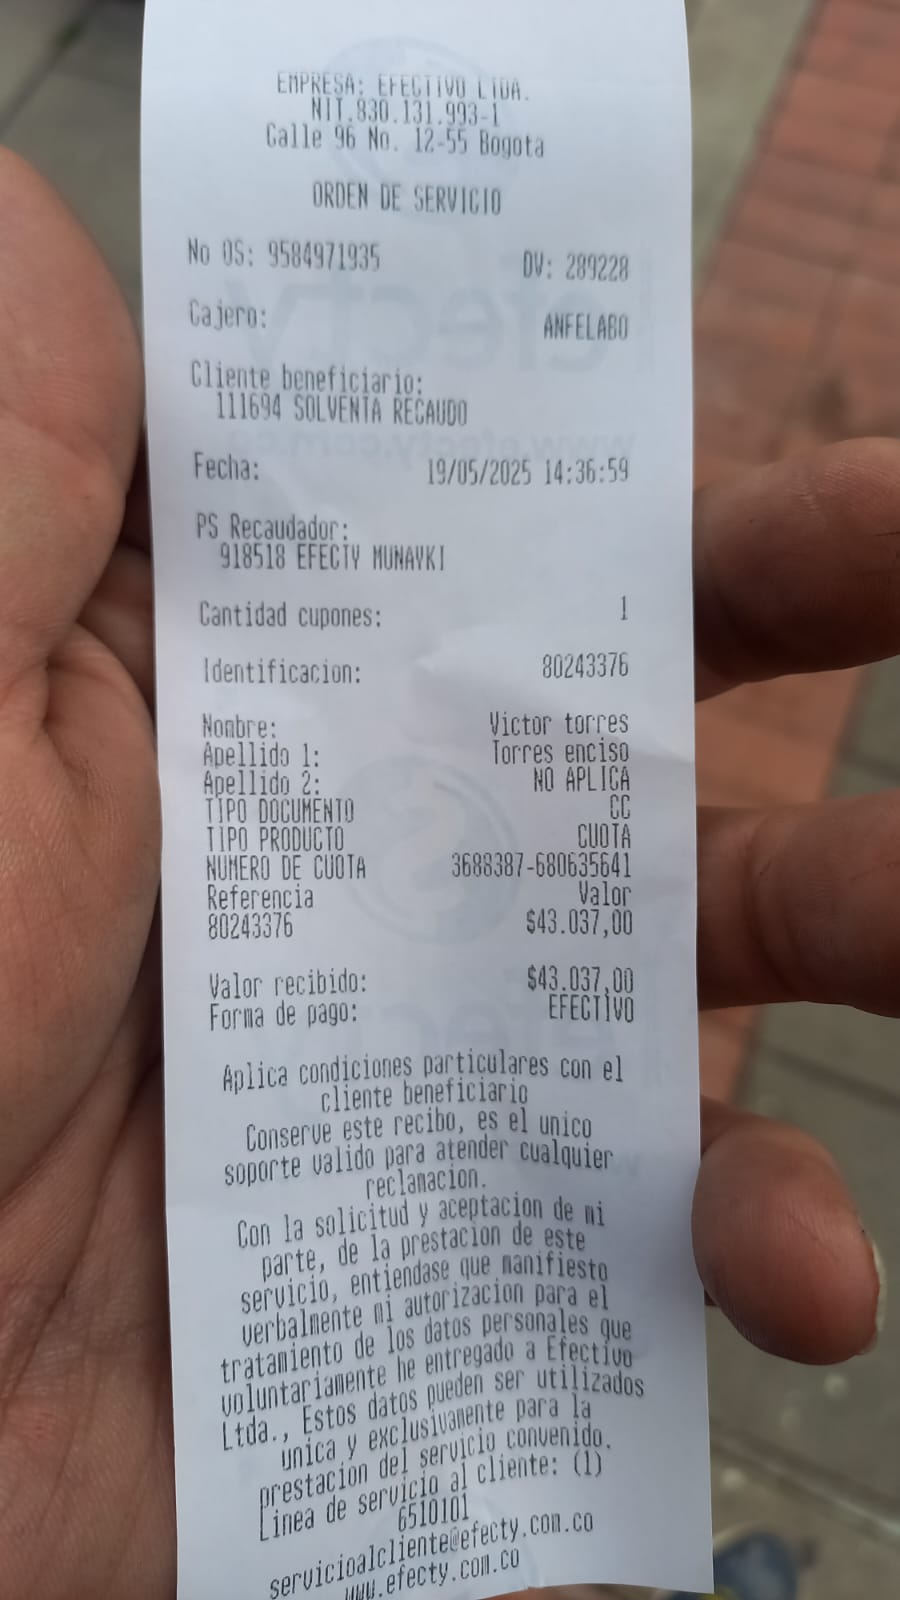 EMPRESA: EFECTIVO LTDA.
NIT.830.131.993-1
Calle 96 No. 12-55 Bogota
ORDEN DE SERVICIO
No OS: 9584971935 DV: 289228
Cajero: ANFELABO
Cliente beneficiario:
111694 SOLVENTA RECAUDO
Fecha: 19/05/2025 14:36:59
PS Recaudador:
918518 EFECTY MUNAYKI
Cantidad cupones: 1
Identificacion: 80243376
Nombre: Victor torres
Apellido 1: Torres enciso
Apellido 2: NO APLICA
TIPO DOCUMENTO CC
TIPO PRODUCTO CUOTA
NUMERO DE CUOTA 3688387-680635641
Referencia Valor
80243376 $43.037,00
Valor recibido: $43.037,00
Forma de pago: EFECTIVO
Aplica condiciones particulares con el
cliente beneficiario
Conserve este recibo, es el unico
soporte valido para atender cualquier
reclamacion.
Con la solicitud y aceptacion de mi
parte, de la prestacion de este
servicio, entiendase que manifiesto
verbalmente mi autorizacion para el
tratamiento de los datos personales que
voluntariamente he entregado a Efectivo
Ltda., Estos datos pueden ser utilizados
unica y exclusivamente para la
prestacion del servicio convenido.
Linea de servicio al cliente: (1)
6510101
servicioalcliente@efecty.com.co
www.efecty.com.co